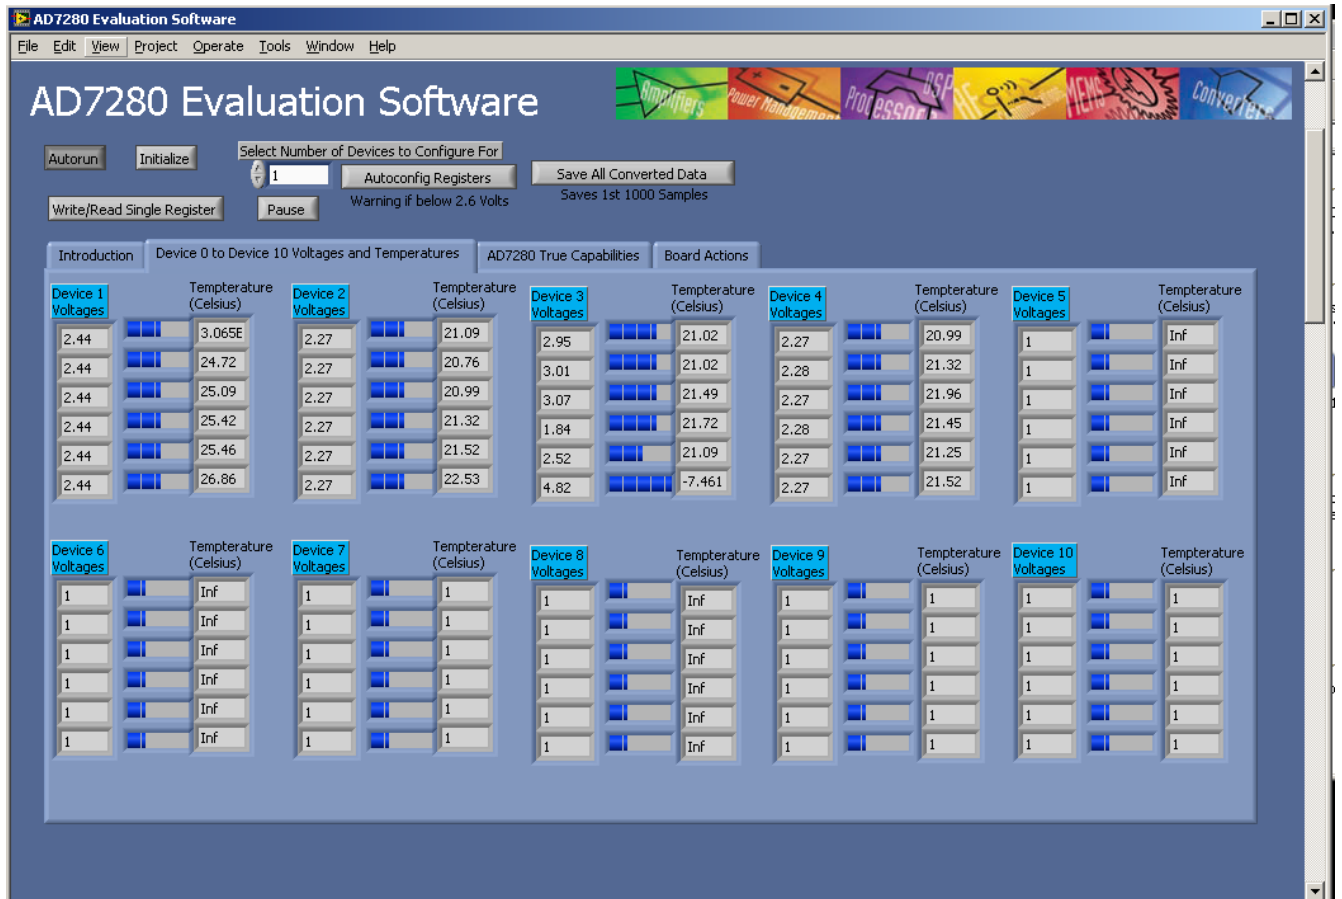 AD7280 Evaluation Software
File Edit View Project Operate Tools Window Help
AD7280 Evaluation Software
Amplifiers Power Management Processor DSP MEMS Converters
Autorun Initialize
Select Number of Devices to Configure For
1
Autoconfig Registers
Warning if below 2.6 Volts
Save All Converted Data
Saves 1st 1000 Samples
Write/Read Single Register Pause
Introduction Device 0 to Device 10 Voltages and Temperatures AD7280 True Capabilities Board Actions
Device 1 Voltages Tempterature (Celsius)
2.44 3.065E
2.44 24.72
2.44 25.09
2.44 25.42
2.44 25.46
2.44 26.86
Device 2 Voltages Tempterature (Celsius)
2.27 21.09
2.27 20.76
2.27 20.99
2.27 21.32
2.27 21.52
2.27 22.53
Device 3 Voltages Tempterature (Celsius)
2.95 21.02
3.01 21.02
3.07 21.49
1.84 21.72
2.52 21.09
4.82 -7.461
Device 4 Voltages Tempterature (Celsius)
2.27 20.99
2.28 21.32
2.27 21.96
2.28 21.45
2.27 21.25
2.27 21.52
Device 5 Voltages Tempterature (Celsius)
1 Inf
1 Inf
1 Inf
1 Inf
1 Inf
1 Inf
Device 6 Voltages Tempterature (Celsius)
1 Inf
1 Inf
1 Inf
1 Inf
1 Inf
1 Inf
Device 7 Voltages Tempterature (Celsius)
1 1
1 1
1 1
1 1
1 1
1 1
Device 8 Voltages Tempterature (Celsius)
1 Inf
1 Inf
1 Inf
1 Inf
1 Inf
1 Inf
Device 9 Voltages Tempterature (Celsius)
1 1
1 1
1 1
1 1
1 1
1 1
Device 10 Voltages Tempterature (Celsius)
1 1
1 1
1 1
1 1
1 1
1 1